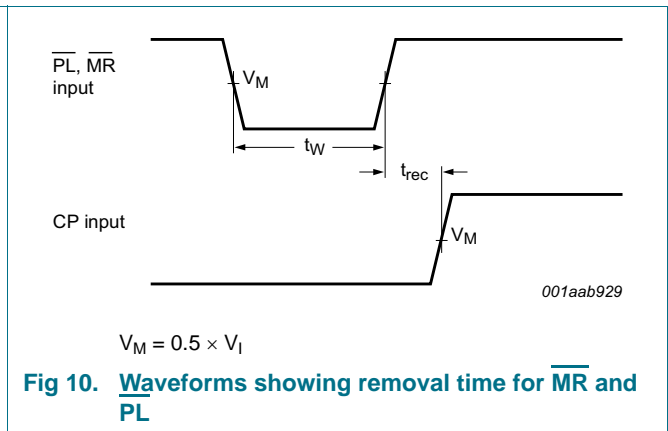 PL, MR
input
VM
tW
trec
CP input
VM
001aab929
VM = 0.5 × VI
Fig 10. Waveforms showing removal time for MR and
PL